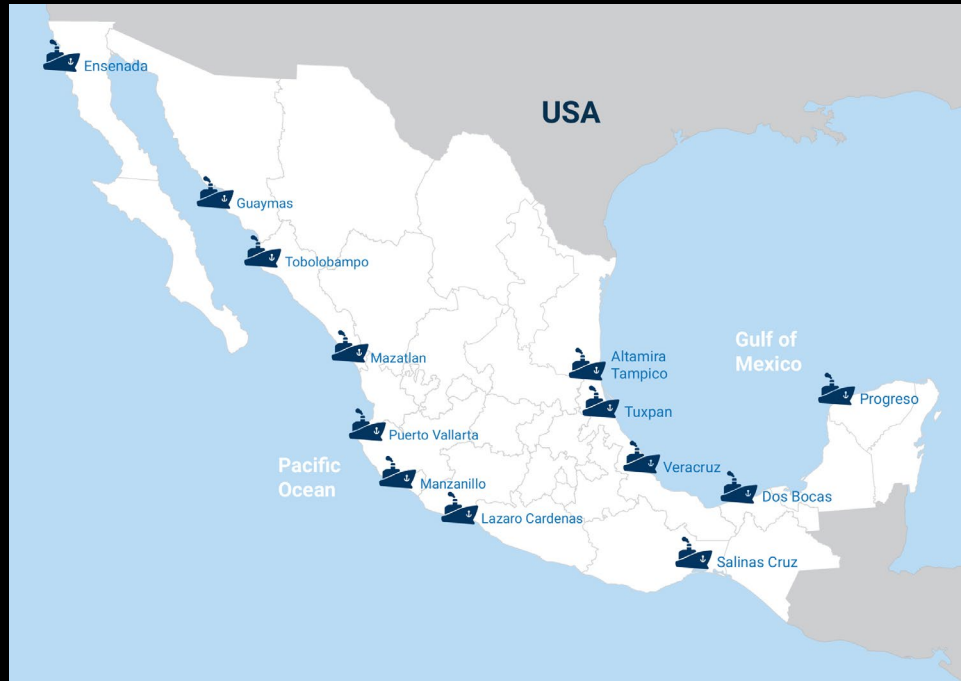 USA
Ensenada
Guaymas
Tobolobampo
Mazatlan
Puerto Vallarta
Manzanillo
Lazaro Cardenas
Pacific
Ocean
Altamira
Tampico
Tuxpan
Veracruz
Dos Bocas
Salinas Cruz
Progreso
Gulf of
Mexico